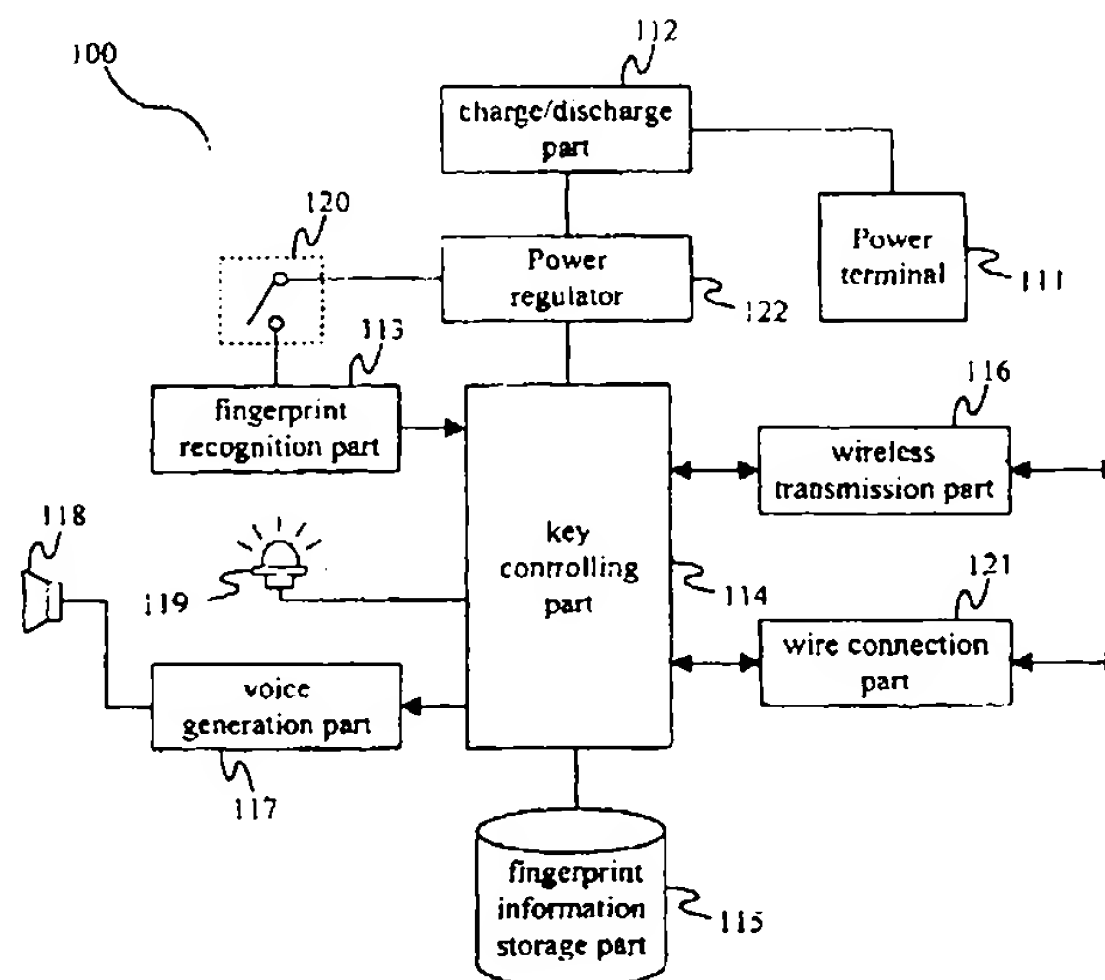 100
112
charge/discharge
part
120
Power
regulator
122
Power
terminal
111
113
fingerprint
recognition part
116
wireless
transmission part
118
119
key
controlling
part
114
121
wire connection
part
voice
generation part
117
fingerprint
information
storage part
115